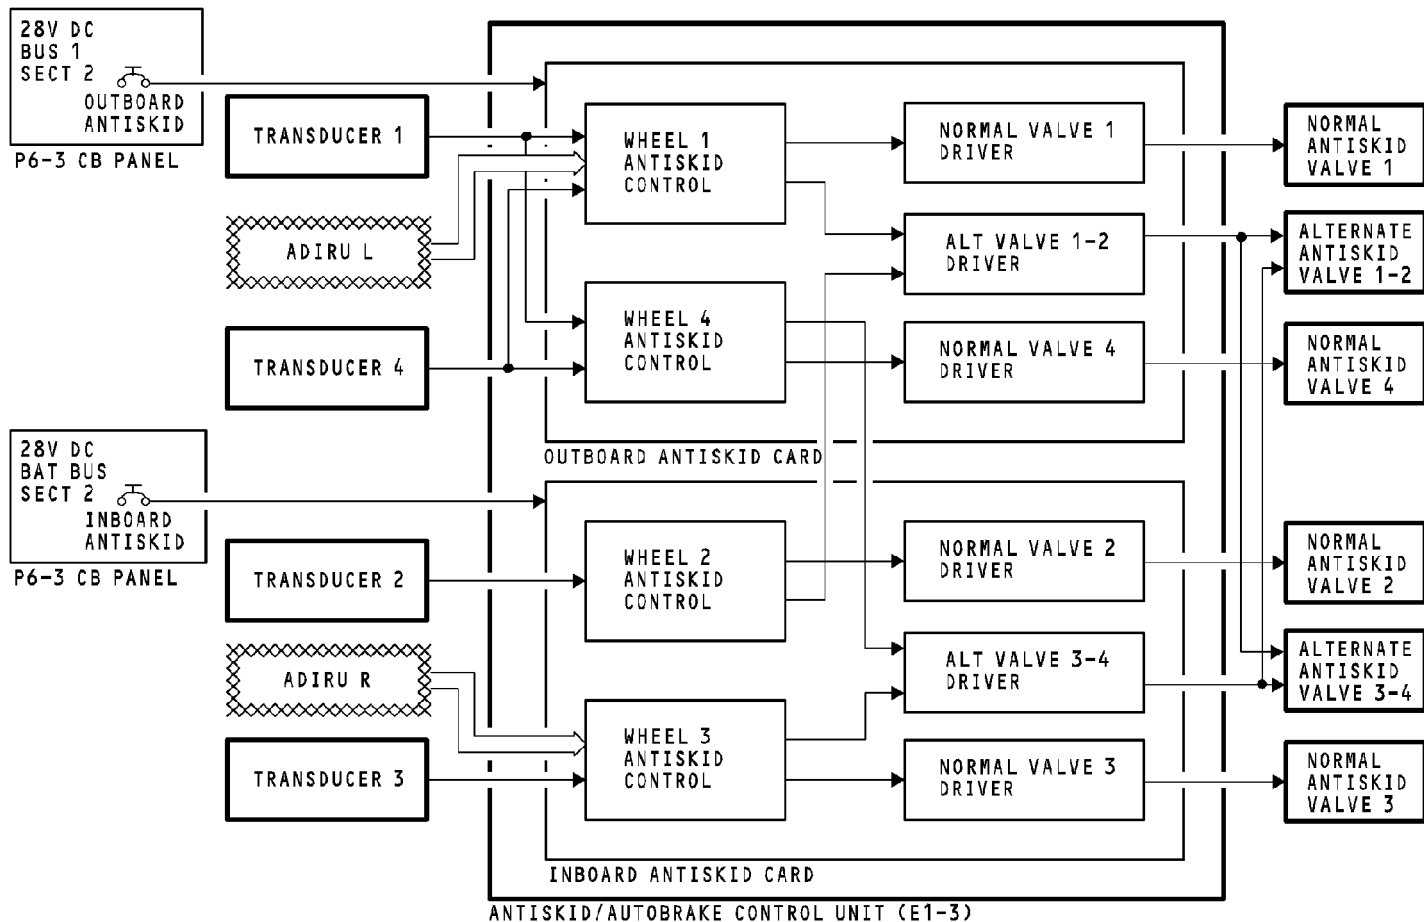 28V DC
BUS 1
SECT 2
OUTBOARD
ANTISKID
P6-3 CB PANEL
TRANSDUCER 1
ADIRU L
TRANSDUCER 4
WHEEL 1
ANTISKID
CONTROL
WHEEL 4
ANTISKID
CONTROL
NORMAL VALVE 1
DRIVER
ALT VALVE 1-2
DRIVER
NORMAL VALVE 4
DRIVER
OUTBOARD ANTISKID CARD
NORMAL
ANTISKID
VALVE 1
ALTERNATE
ANTISKID
VALVE 1-2
NORMAL
ANTISKID
VALVE 4
28V DC
BAT BUS
SECT 2
INBOARD
ANTISKID
P6-3 CB PANEL
TRANSDUCER 2
ADIRU R
TRANSDUCER 3
WHEEL 2
ANTISKID
CONTROL
WHEEL 3
ANTISKID
CONTROL
NORMAL VALVE 2
DRIVER
ALT VALVE 3-4
DRIVER
NORMAL VALVE 3
DRIVER
INBOARD ANTISKID CARD
NORMAL
ANTISKID
VALVE 2
ALTERNATE
ANTISKID
VALVE 3-4
NORMAL
ANTISKID
VALVE 3
ANTISKID/AUTOBRAKE CONTROL UNIT (E1-3)